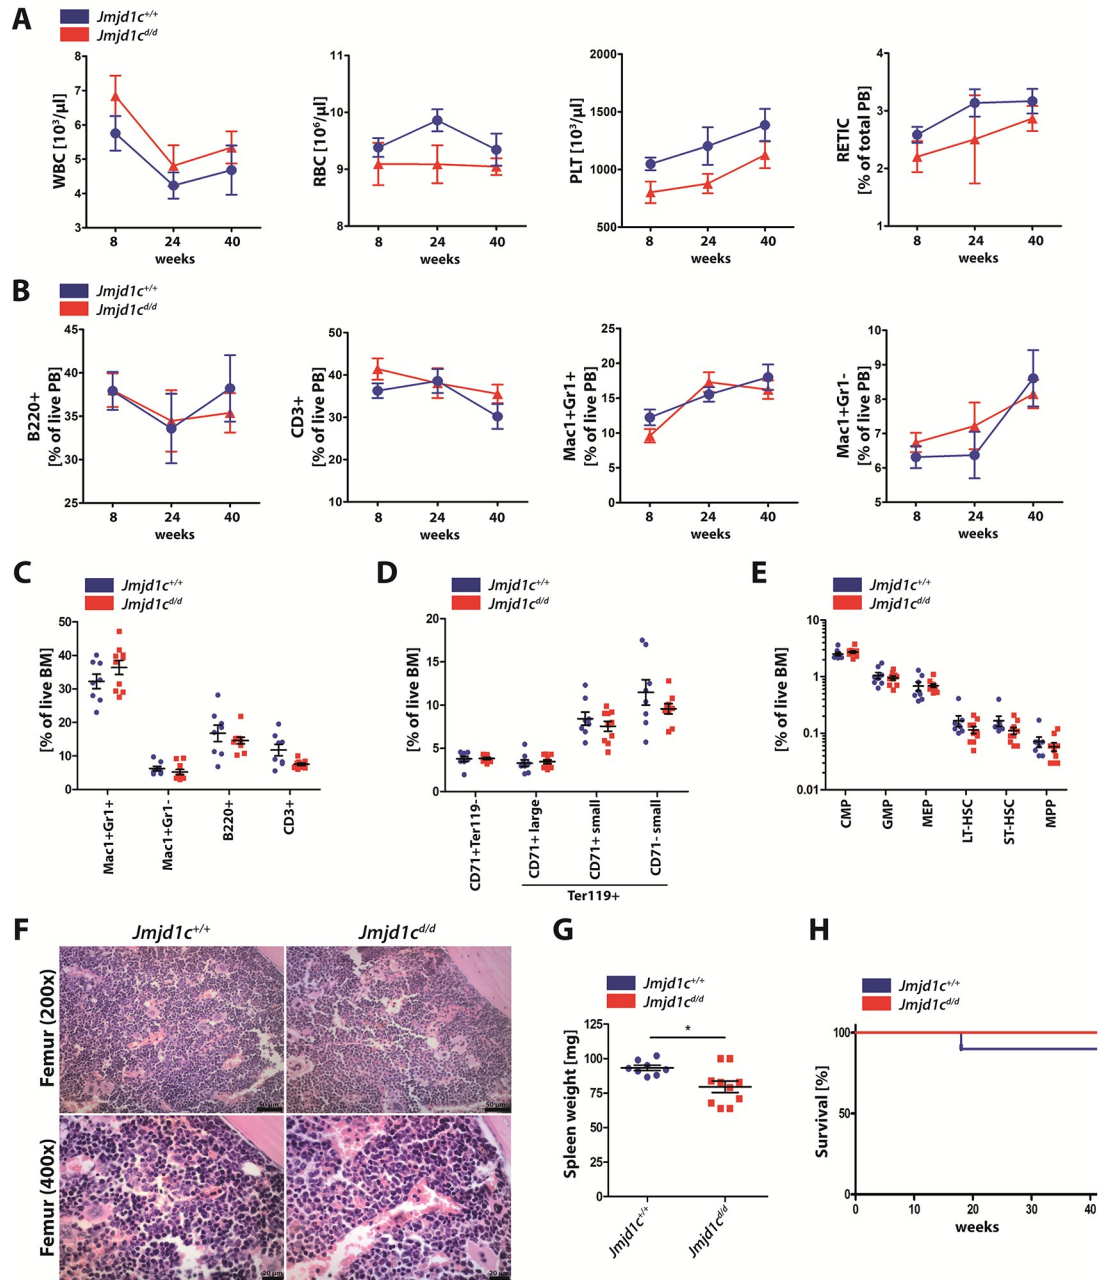 A
Jmjd1c+/+
Jmjd1cd/d
WBC [10³/µl]
8
7
6
5
4
3
8 24 40
weeks
RBC [10⁶/µl]
11
10
9
8
8 24 40
weeks
PLT [10³/µl]
2000
1500
1000
500
8 24 40
weeks
RETIC
[% of total PB]
4
3
2
1
8 24 40
weeks
B
Jmjd1c+/+
Jmjd1cd/d
B220+
[% of live PB]
45
40
35
30
25
8 24 40
weeks
CD3+
[% of live PB]
50
40
30
20
10
8 24 40
weeks
Mac1+Gr1+
[% of live PB]
25
20
15
10
5
0
8 24 40
weeks
Mac1+Gr1-
[% of live PB]
10
9
8
7
6
5
8 24 40
weeks
C
Jmjd1c+/+
Jmjd1cd/d
[% of live BM]
50
40
30
20
10
0
Mac1+Gr1+
Mac1+Gr1-
B220+
CD3+
D
Jmjd1c+/+
Jmjd1cd/d
[% of live BM]
20
15
10
5
0
CD71+Ter119-
CD71+ large
CD71+ small
CD71- small
Ter119+
E
Jmjd1c+/+
Jmjd1cd/d
[% of live BM]
10
1
0.1
0.01
CMP
GMP
MEP
LT-HSC
ST-HSC
MPP
F
Jmjd1c+/+
Jmjd1cd/d
Femur (200x)
50 µm
50 µm
Femur (400x)
20 µm
20 µm
G
Jmjd1c+/+
Jmjd1cd/d
Spleen weight [mg]
125
100
75
50
25
0
*
Jmjd1c+/+
Jmjd1cd/d
H
Jmjd1c+/+
Jmjd1cd/d
Survival [%]
100
50
0
0 10 20 30 40
weeks